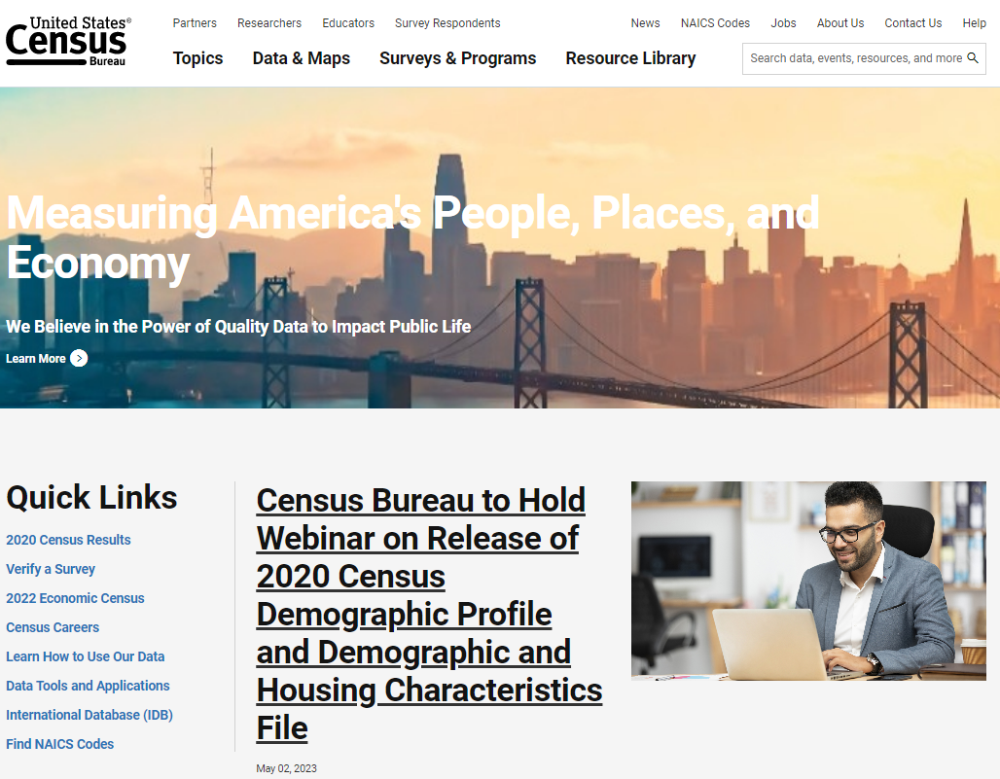 United States®
Census
Bureau
Partners Researchers Educators Survey Respondents
News NAICS Codes Jobs About Us Contact Us Help
Topics Data & Maps Surveys & Programs Resource Library
Search data, events, resources, and more
Measuring America's People, Places, and
Economy
We Believe in the Power of Quality Data to Impact Public Life
Learn More
Quick Links
2020 Census Results
Verify a Survey
2022 Economic Census
Census Careers
Learn How to Use Our Data
Data Tools and Applications
International Database (IDB)
Find NAICS Codes
Census Bureau to Hold
Webinar on Release of
2020 Census
Demographic Profile
and Demographic and
Housing Characteristics
File
May 02, 2023